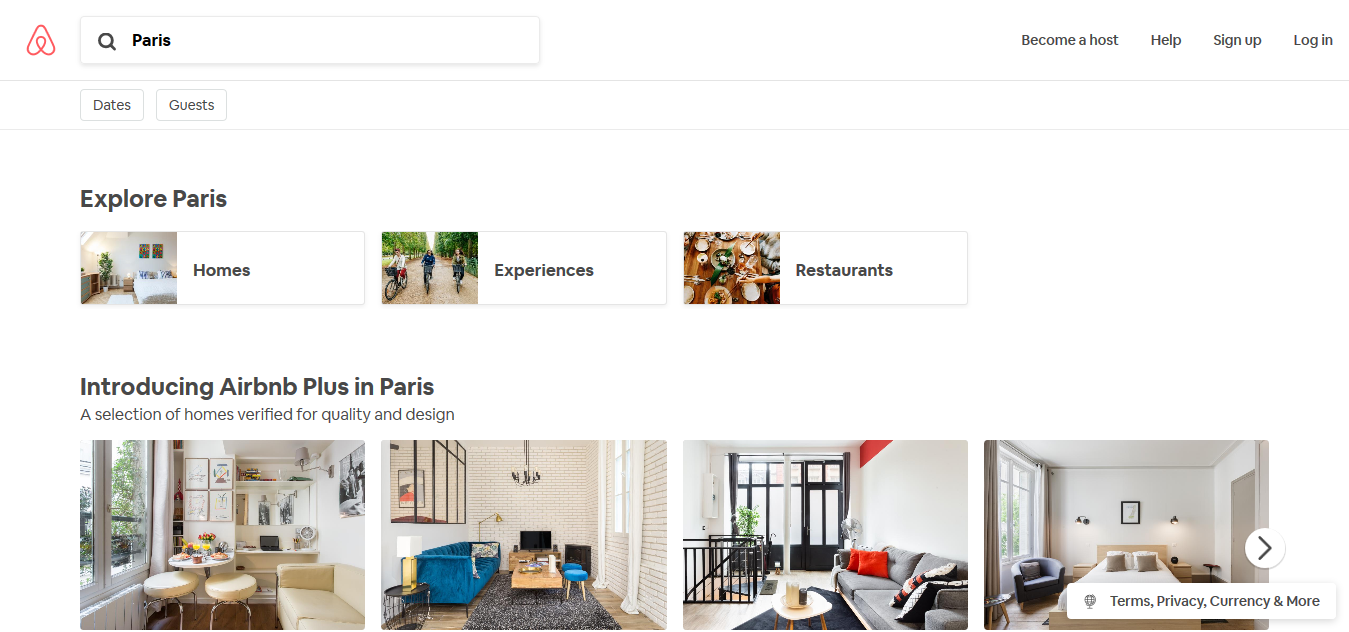 Paris
Become a host
Help
Sign up
Log in
Dates
Guests
Explore Paris
Homes
Experiences
Restaurants
Introducing Airbnb Plus in Paris
A selection of homes verified for quality and design
Terms, Privacy, Currency & More